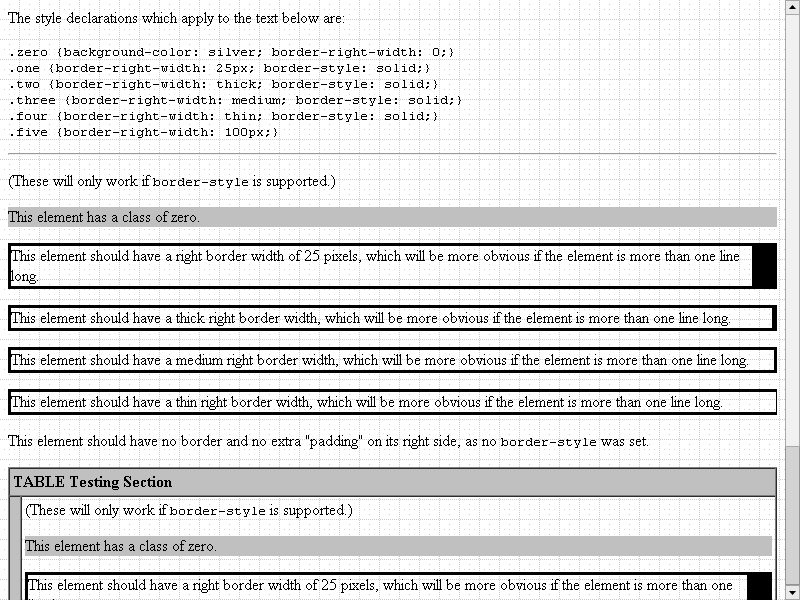 The style declarations which apply to the text below are:
.zero {background-color: silver; border-right-width: 0;}
.one {border-right-width: 25px; border-style: solid;}
.two {border-right-width: thick; border-style: solid;}
.three {border-right-width: medium; border-style: solid;}
.four {border-right-width: thin; border-style: solid;}
.five {border-right-width: 100px;}
(These will only work if border-style is supported.)
This element has a class of zero.
This element should have a right border width of 25 pixels, which will be more obvious if the element is more than one line
long.
This element should have a thick right border width, which will be more obvious if the element is more than one line long.
This element should have a medium right border width, which will be more obvious if the element is more than one line long.
This element should have a thin right border width, which will be more obvious if the element is more than one line long.
This element should have no border and no extra "padding" on its right side, as no border-style was set.
TABLE Testing Section
(These will only work if border-style is supported.)
This element has a class of zero.
This element should have a right border width of 25 pixels, which will be more obvious if the element is more than one